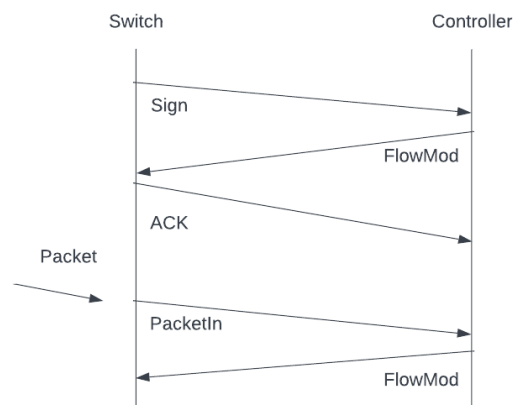 Switch
Controller
Sign
FlowMod
ACK
Packet
PacketIn
FlowMod